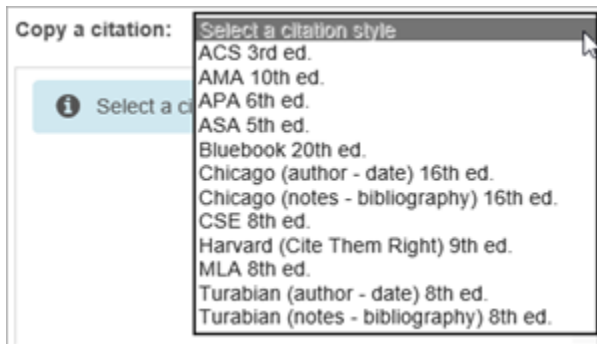 Copy a citation: Select a citation style
ACS 3rd ed.
AMA 10th ed.
Select a ci APA 6th ed.
ASA 5th ed.
Bluebook 20th ed.
Chicago (author - date) 16th ed.
Chicago (notes - bibliography) 16th ed.
CSE 8th ed.
Harvard (Cite Them Right) 9th ed.
MLA 8th ed.
Turabian (author - date) 8th ed.
Turabian (notes - bibliography) 8th ed.